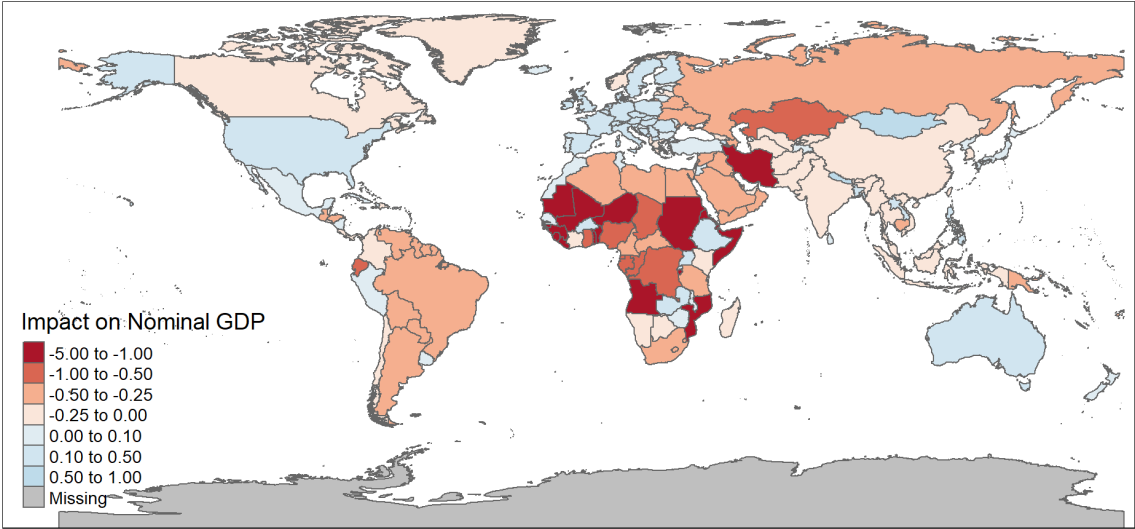 Impact on Nominal GDP
-5.00 to -1.00
-1.00 to -0.50
-0.50 to -0.25
-0.25 to 0.00
0.00 to 0.10
0.10 to 0.50
0.50 to 1.00
Missing